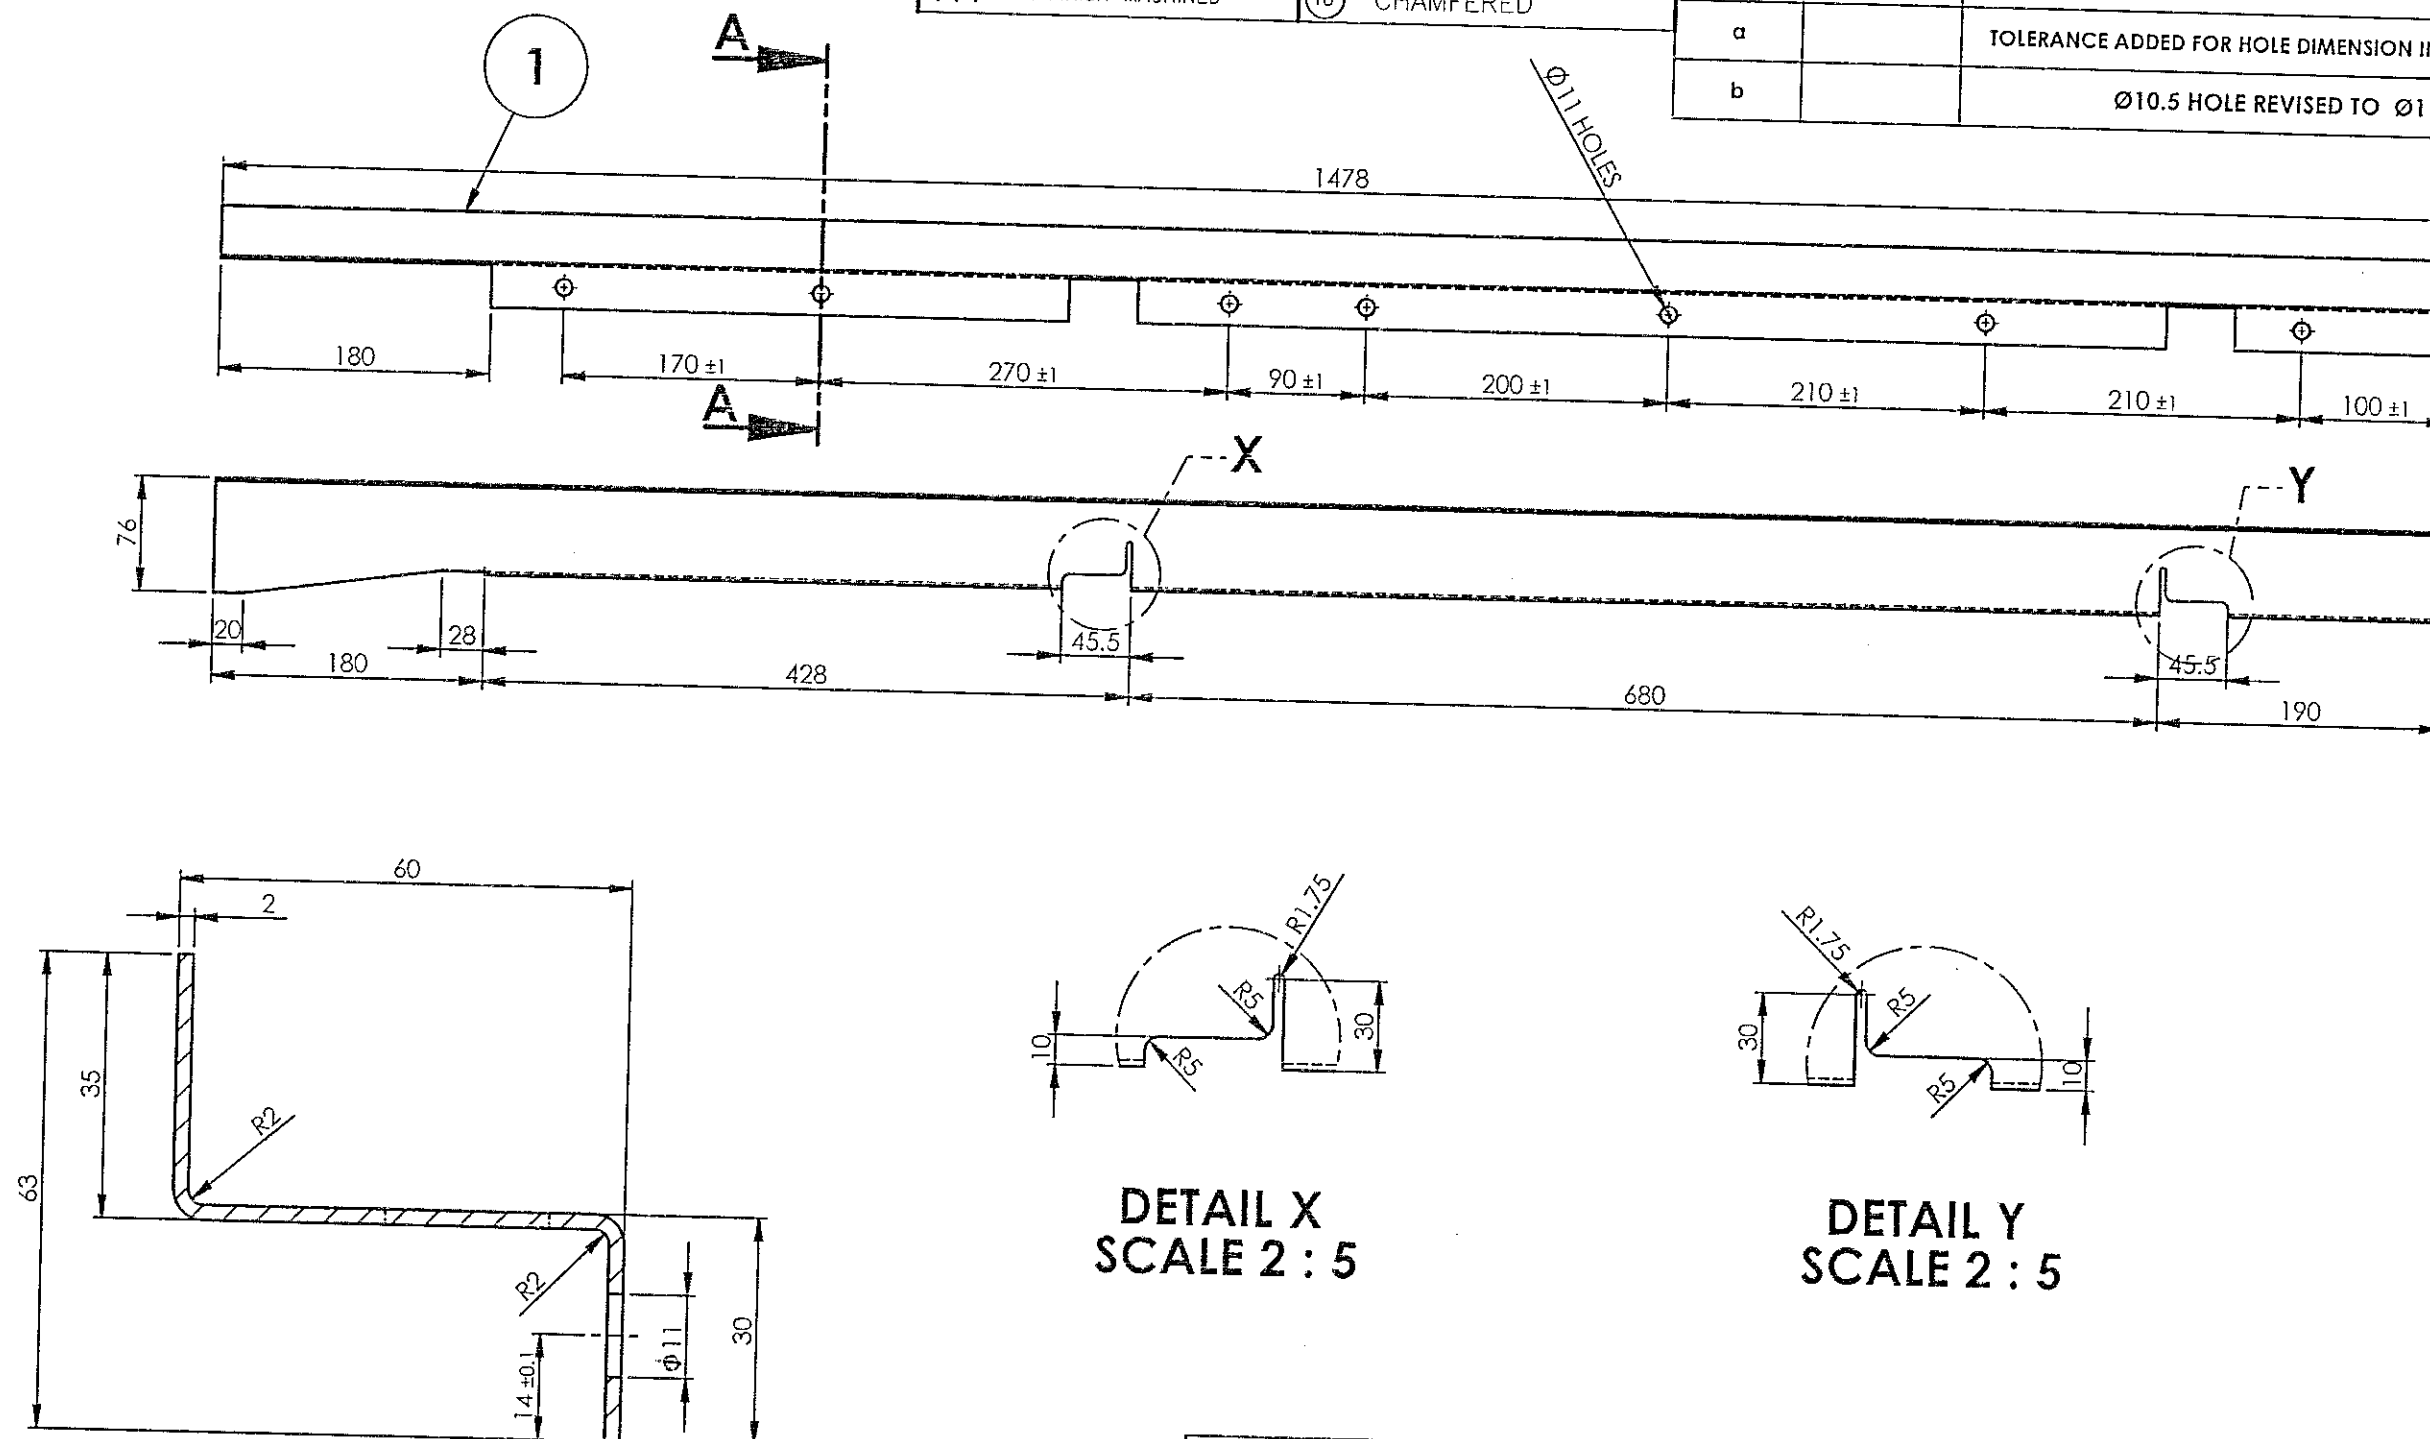 CHAMFERED
a
TOLERANCE ADDED FOR HOLE DIMENSION
b
Ø10.5 HOLE REVISED TO Ø1
A
1
Ø11 HOLES
1478
180
170 ±1
270 ±1
90 ±1
200 ±1
210 ±1
210 ±1
100 ±1
A
X
Y
76
20
28
45.5
45.5
180
428
680
190
60
2
35
63
R2
R2
14 ±0.1
Φ11
30
R1.75
R5
R5
10
30
DETAIL X
SCALE 2 : 5
R1.75
R5
R5
30
10
DETAIL Y
SCALE 2 : 5